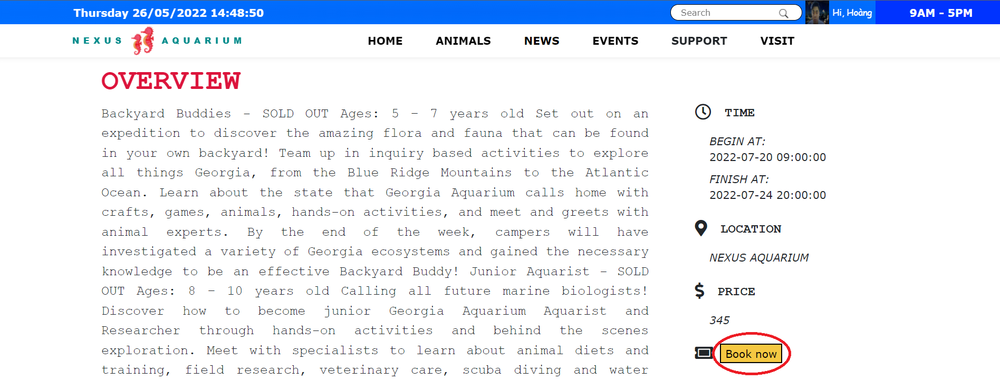 Thursday 26/05/2022 14:48:50
Search
Hi, Hoàng
9AM - 5PM
NEXUS AQUARIUM
HOME ANIMALS NEWS EVENTS SUPPORT VISIT
OVERVIEW
Backyard Buddies - SOLD OUT Ages: 5 – 7 years old Set out on an
expedition to discover the amazing flora and fauna that can be found
in your own backyard! Team up in inquiry based activities to explore
all things Georgia, from the Blue Ridge Mountains to the Atlantic
Ocean. Learn about the state that Georgia Aquarium calls home with
crafts, games, animals, hands-on activities, and meet and greets with
animal experts. By the end of the week, campers will have
investigated a variety of Georgia ecosystems and gained the necessary
knowledge to be an effective Backyard Buddy! Junior Aquarist - SOLD
OUT Ages: 8 – 10 years old Calling all future marine biologists!
Discover how to become junior Georgia Aquarium Aquarist and
Researcher through hands-on activities and behind the scenes
exploration. Meet with specialists to learn about animal diets and
training, field research, veterinary care, scuba diving and water
TIME
BEGIN AT:
2022-07-20 09:00:00
FINISH AT:
2022-07-24 20:00:00
LOCATION
NEXUS AQUARIUM
PRICE
345
Book now